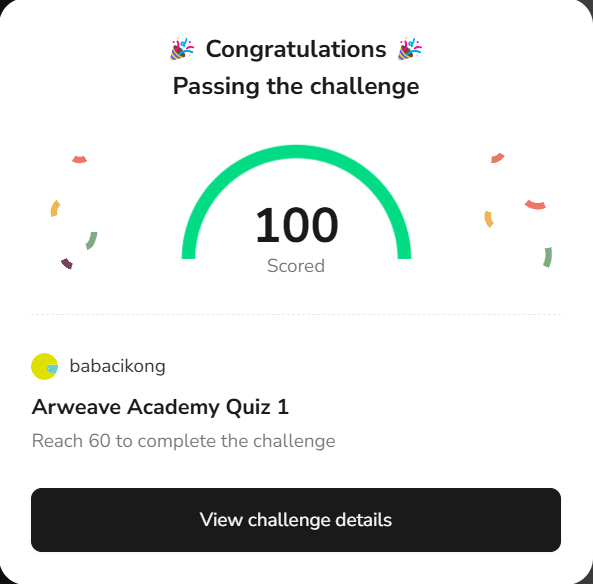 🎉 Congratulations 🎉
Passing the challenge
100
Scored
babacikong
Arweave Academy Quiz 1
Reach 60 to complete the challenge
View challenge details